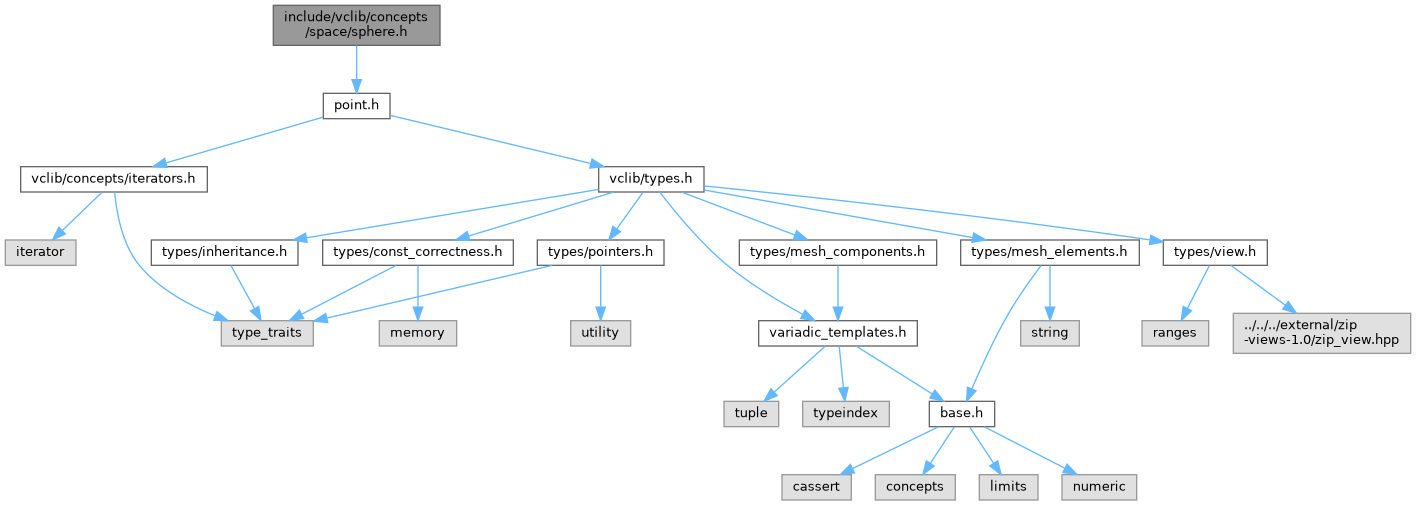 include/vclib/concepts
/space/sphere.h
point.h
vclib/concepts/iterators.h
vclib/types.h
iterator
types/inheritance.h
types/const_correctness.h
types/pointers.h
types/mesh_components.h
types/mesh_elements.h
types/view.h
type_traits
memory
utility
variadic_templates.h
string
ranges
../../../external/zip
-views-1.0/zip_view.hpp
tuple
typeindex
base.h
cassert
concepts
limits
numeric